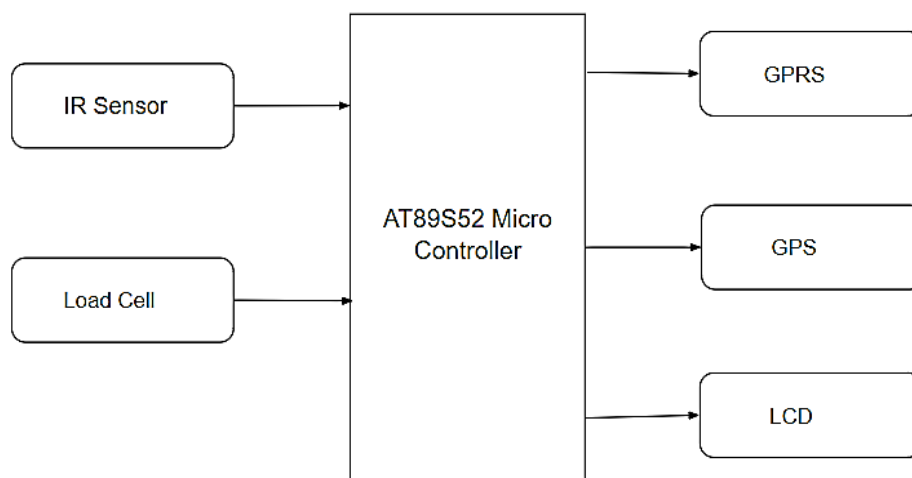 IR Sensor
Load Cell
AT89S52 Micro
Controller
GPRS
GPS
LCD